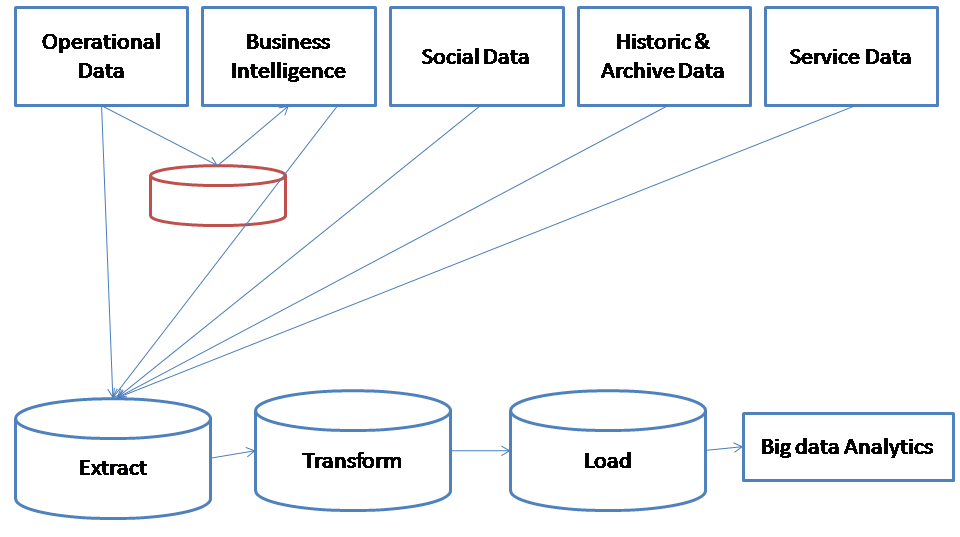 Operational
Data
Business
Intelligence
Social Data
Historic &
Archive Data
Service Data
Extract
Transform
Load
Big data Analytics